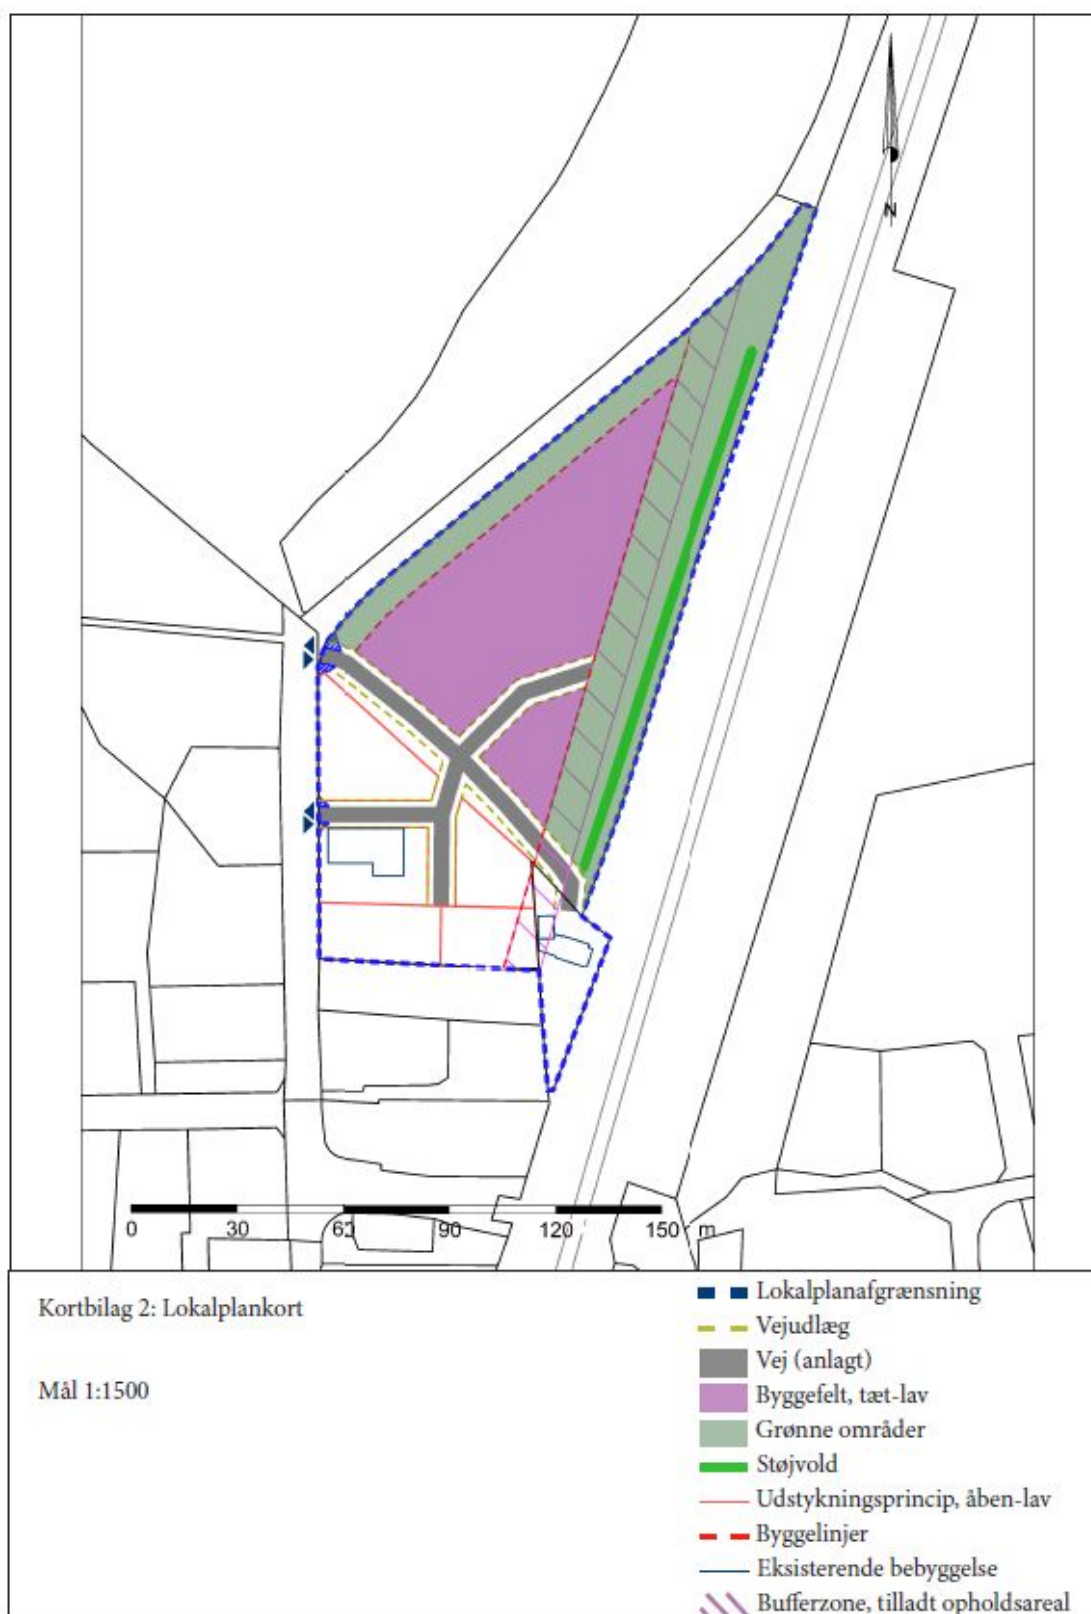 N
0 30 60 90 120 150 m
Kortbilag 2: Lokalplankort
Mål 1:1500
Lokalplanafgrænsning
Vejudlæg
Vej (anlagt)
Byggefelt, tæt-lav
Grønne områder
Støjvold
Udstykningsprincip, åben-lav
Byggelinjer
Eksisterende bebyggelse
Bufferzone, tilladt opholdsareal